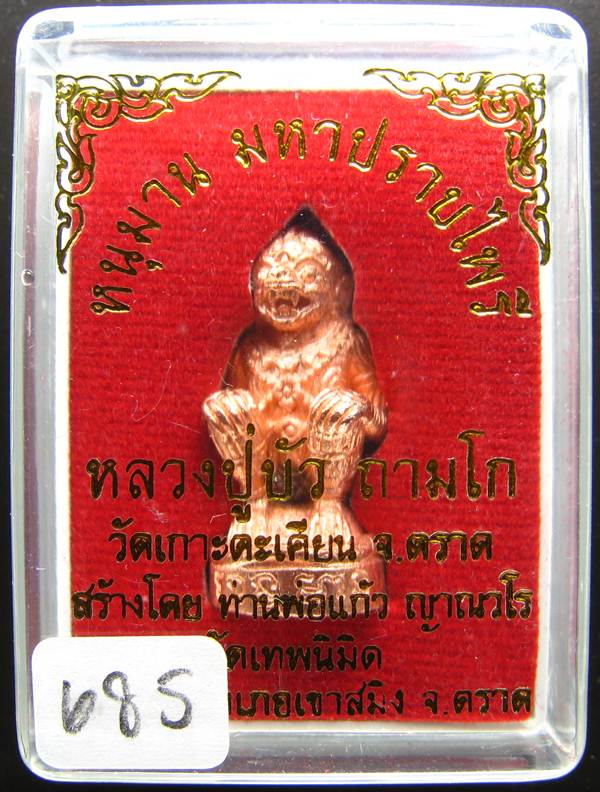 หนุมาน มหาปราบไพรี
หลวงปู่บัว ถามโก
วัดเกาะตะเคียน จ.ตราด
สร้างโดย ท่านพ่อแก้ว ญาณวโร
วัดเทพนิมิต
เขาสมิง จ.ตราด
685